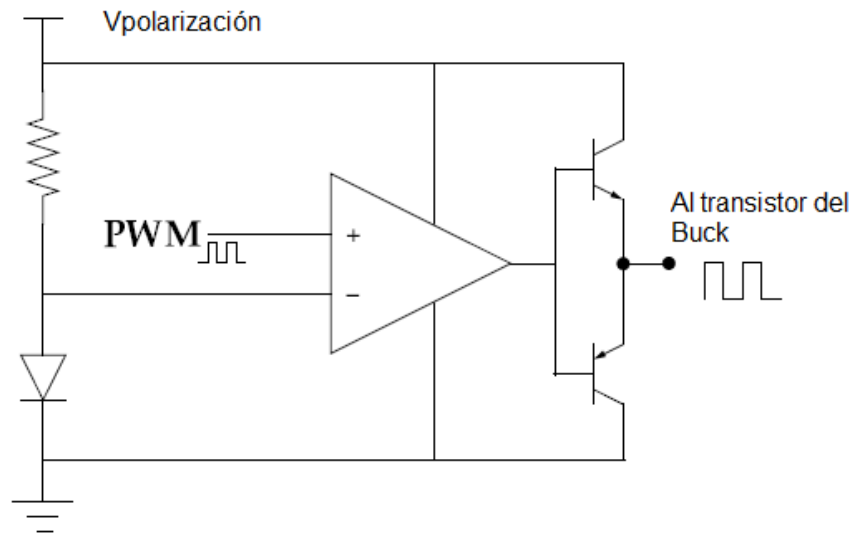 Vpolarización
PWM
+
−
Al transistor del
Buck